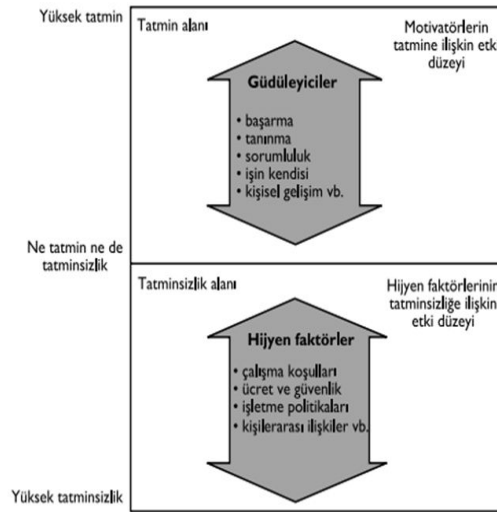 Yüksek tatmin
Tatmin alanı
Motivatörlerin
tatmine ilişkin etki
düzeyi
Güdüleyiciler
• başarma
• tanınma
• sorumluluk
• işin kendisi
• kişisel gelişim vb.
Ne tatmin ne de
tatminsizlik
Tatminsizlik alanı
Hijyen faktörlerinin
tatminsizliğe ilişkin
etki düzeyi
Hijyen faktörler
• çalışma koşulları
• ücret ve güvenlik
• işletme politikaları
• kişilerarası ilişkiler vb.
Yüksek tatminsizlik